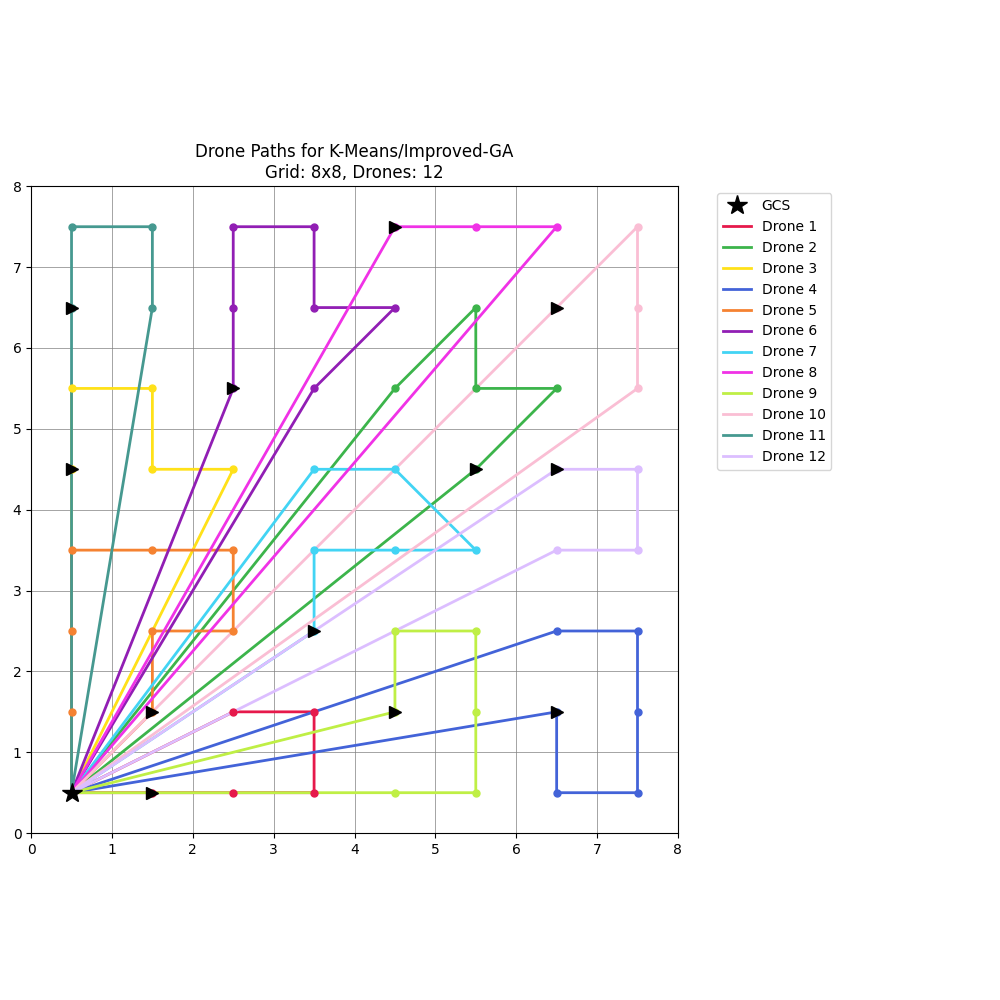 Drone Paths for K-Means/Improved-GA
Grid: 8x8, Drones: 12
8
7
6
5
4
3
2
1
0
0 1 2 3 4 5 6 7 8
GCS
Drone 1
Drone 2
Drone 3
Drone 4
Drone 5
Drone 6
Drone 7
Drone 8
Drone 9
Drone 10
Drone 11
Drone 12